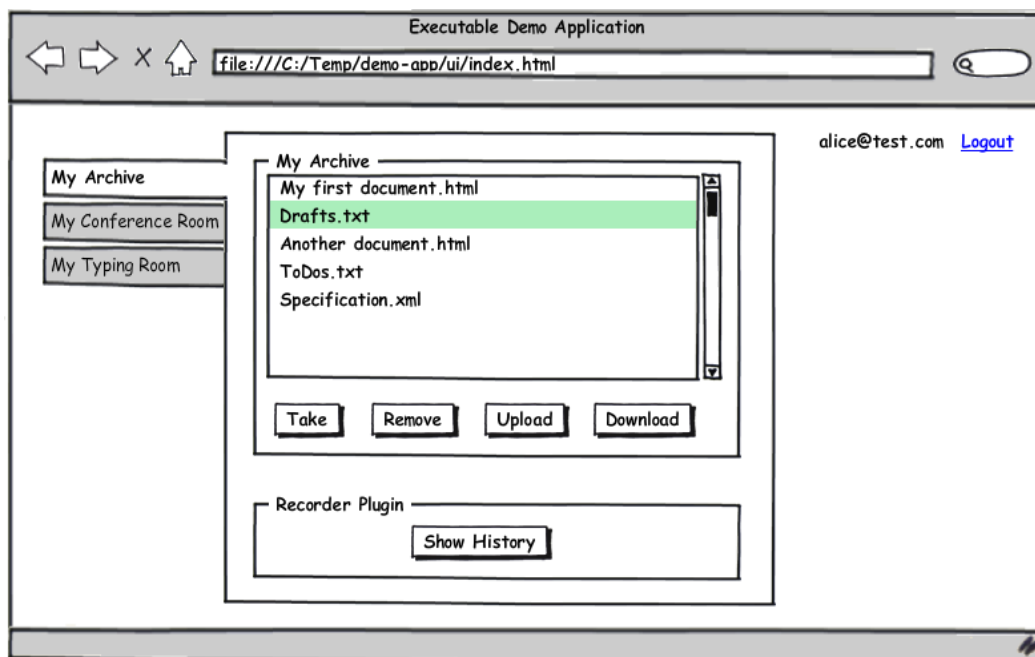 Executable Demo Application
file:///C:/Temp/demo-app/ui/index.html
alice@test.com Logout
My Archive
My Conference Room
My Typing Room
My Archive
My first document.html
Drafts.txt
Another document.html
ToDos.txt
Specification.xml
Take Remove Upload Download
Recorder Plugin
Show History